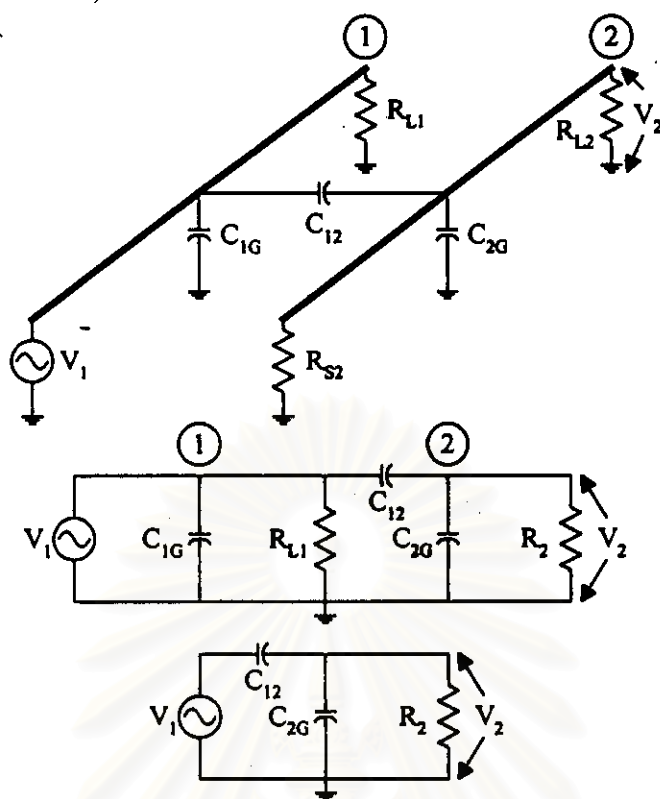 1
2
R_L1
R_L2
V_2
C_12
C_1G
C_2G
V_1
R_S2
1
2
C_12
V_1
C_1G
R_L1
C_2G
R_2
V_2
C_12
V_1
C_2G
R_2
V_2